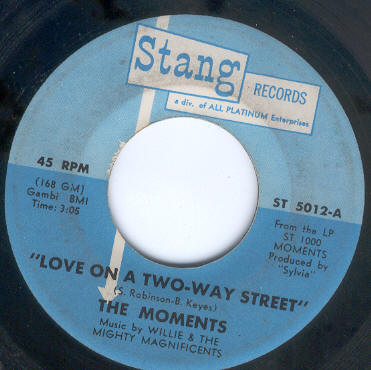 Stang
RECORDS
a div. of ALL PLATINUM Enterprises
45 RPM
(168 GM)
Gambi BMI
Time: 3:05
ST 5012-A
From the LP
ST 1000
MOMENTS
Produced by
"Sylvia"
"LOVE ON A TWO-WAY STREET"
(S. Robinson-B. Keyes)
THE MOMENTS
Music by WILLIE & THE
MIGHTY MAGNIFICENTS